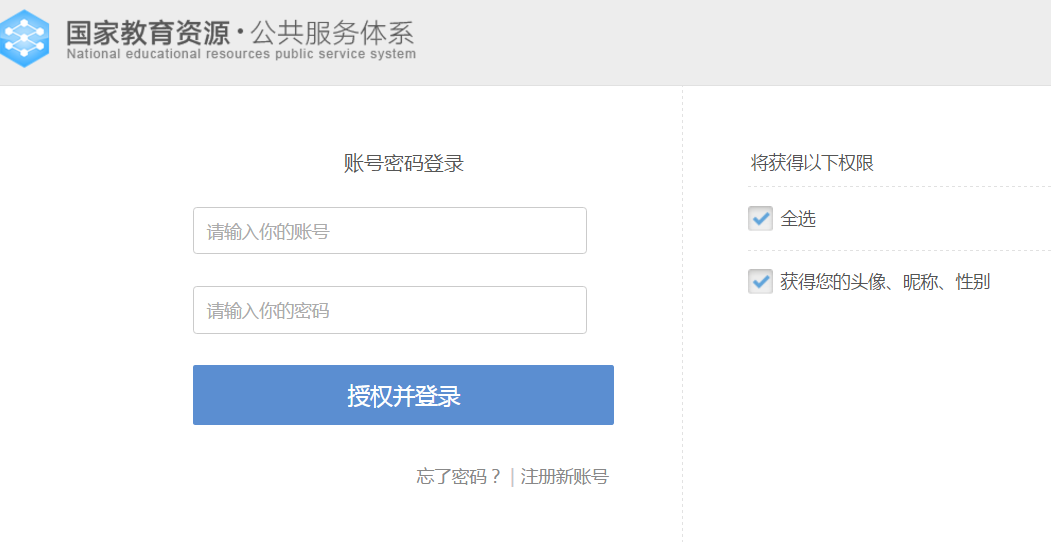 国家教育资源·公共服务体系
National educational resources public service system
账号密码登录
请输入你的账号
请输入你的密码
授权并登录
忘了密码？ | 注册新账号
将获得以下权限
全选
获得您的头像、昵称、性别